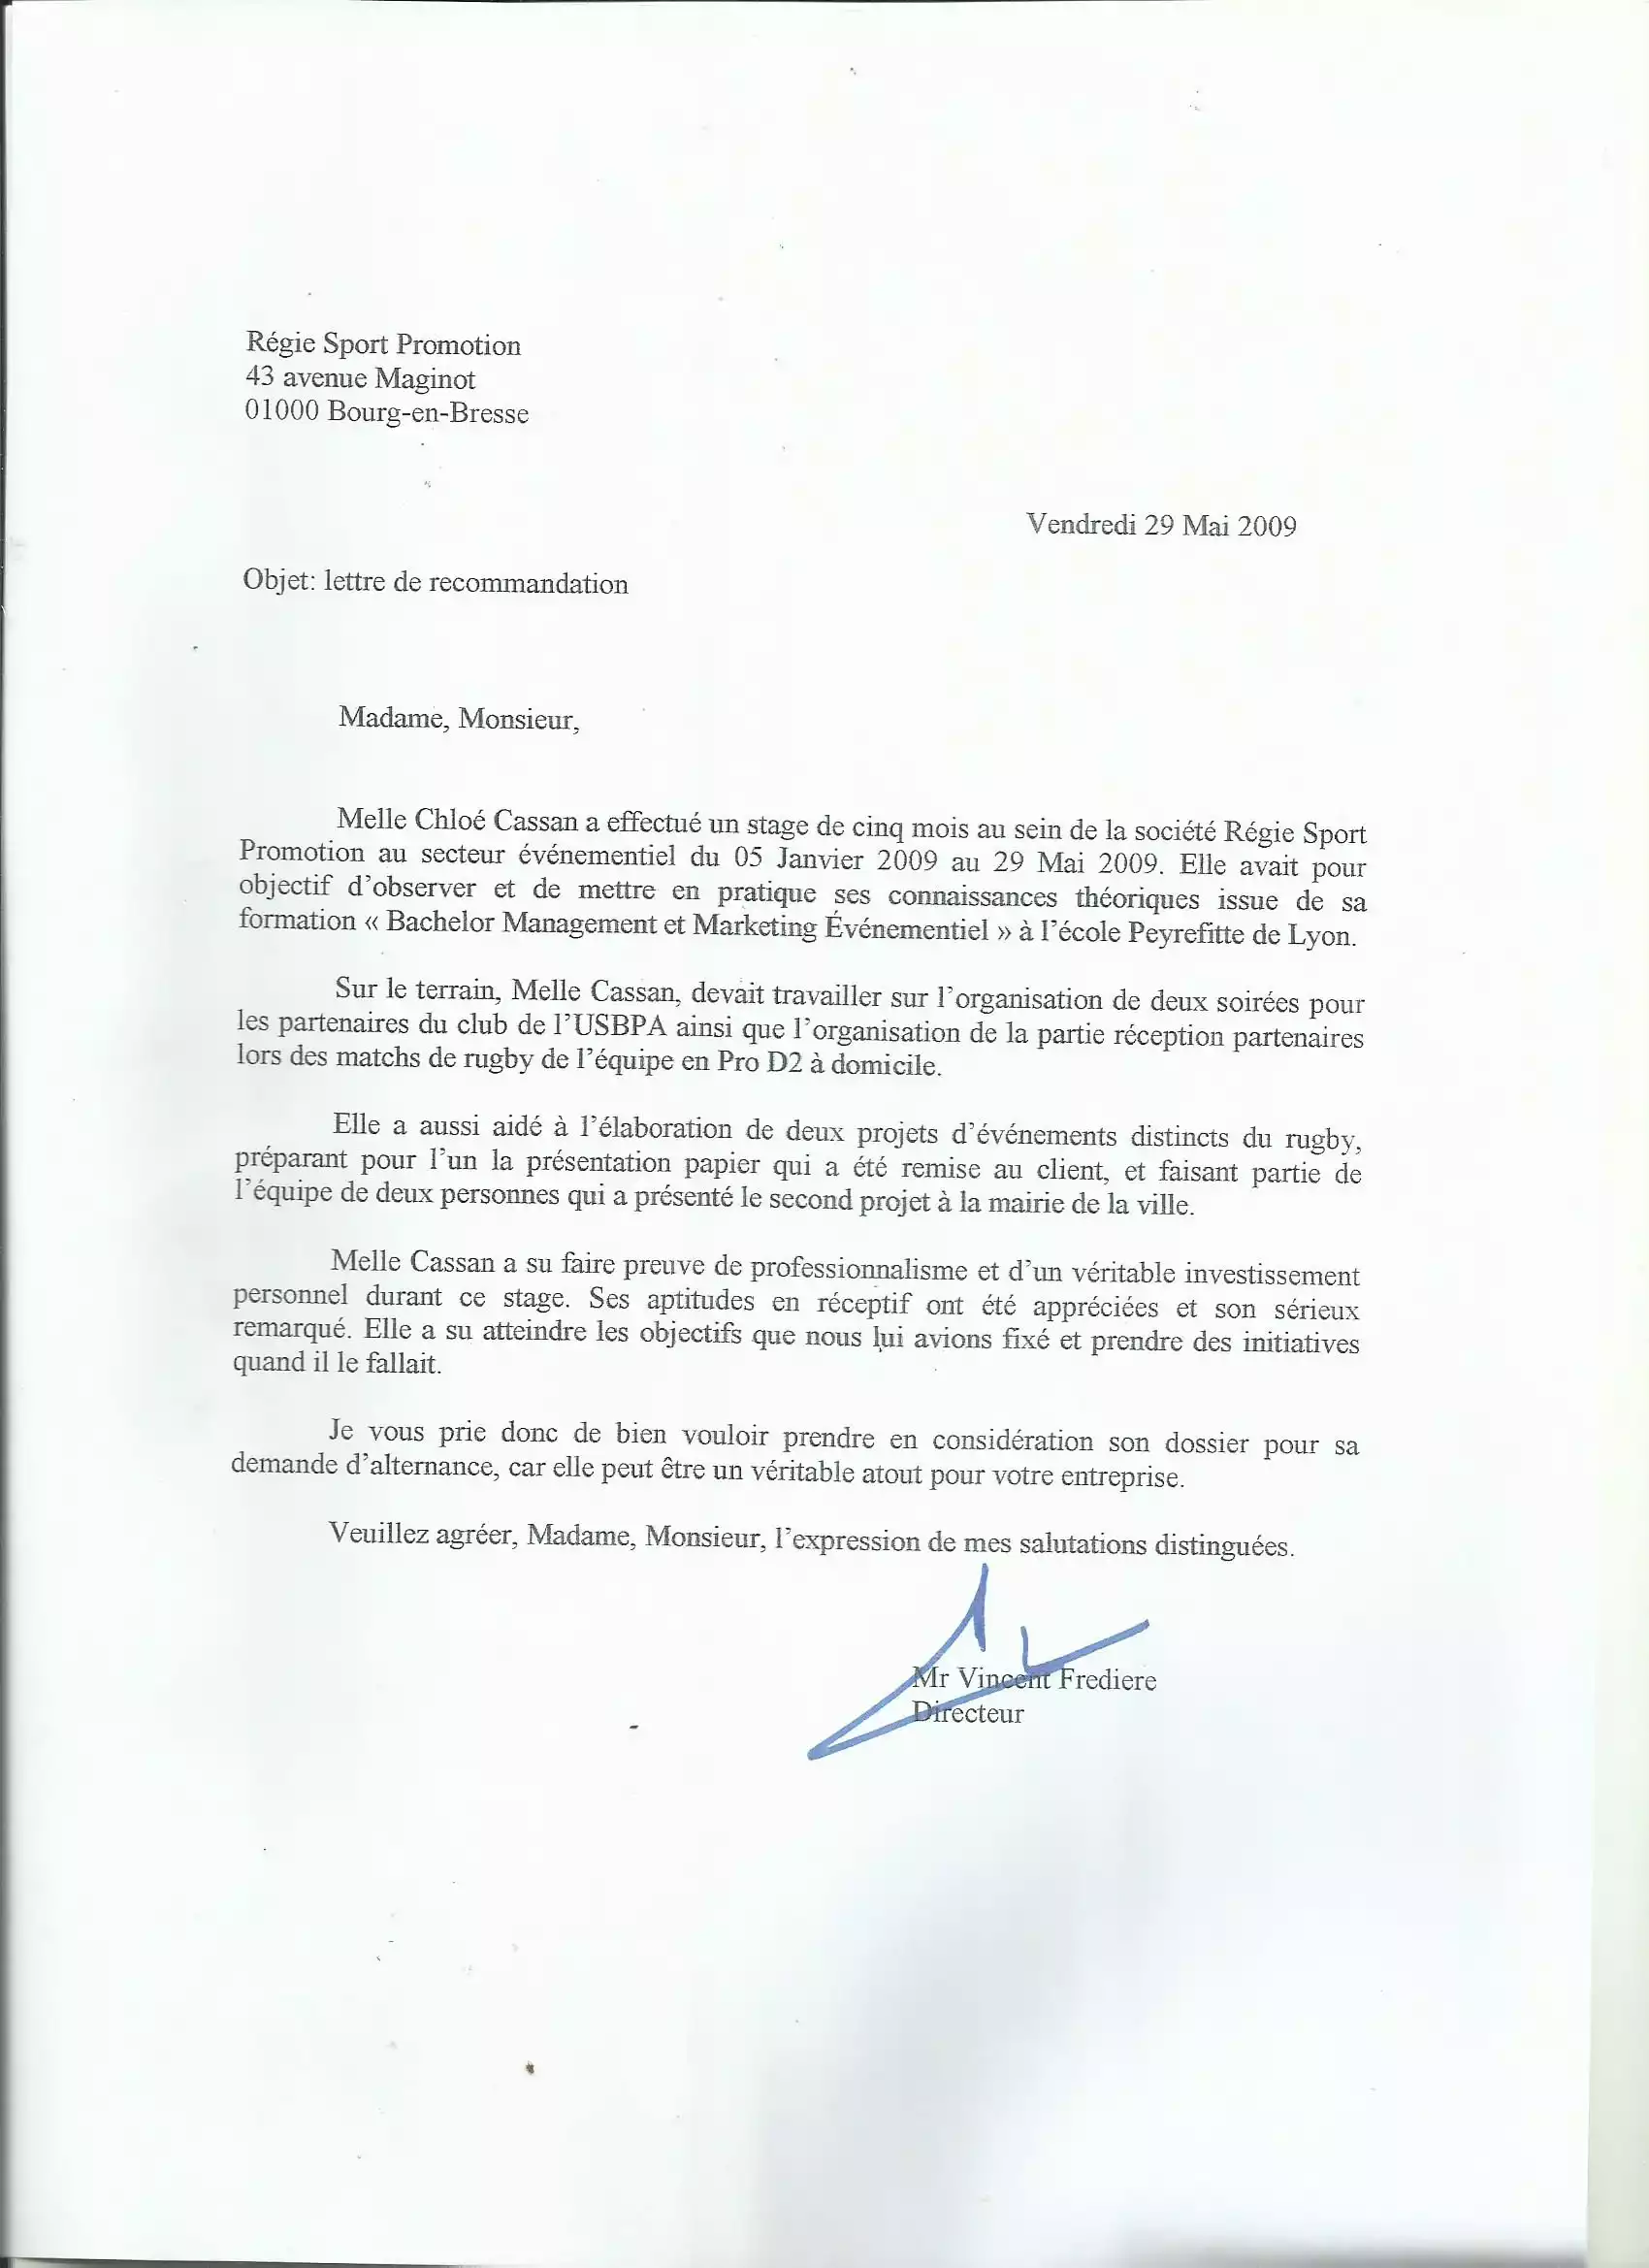 Régie Sport Promotion
43 avenue Maginot
01000 Bourg-en-Bresse
Vendredi 29 Mai 2009
Objet: lettre de recommandation
Madame, Monsieur,
Melle Chloé Cassan a effectué un stage de cinq mois au sein de la société Régie Sport
Promotion au secteur événementiel du 05 Janvier 2009 au 29 Mai 2009. Elle avait pour
objectif d'observer et de mettre en pratique ses connaissances théoriques issue de sa
formation « Bachelor Management et Marketing Événementiel » à l'école Peyrefitte de Lyon.
Sur le terrain, Melle Cassan, devait travailler sur l'organisation de deux soirées pour
les partenaires du club de l'USBPA ainsi que l'organisation de la partie réception partenaires
lors des matchs de rugby de l'équipe en Pro D2 à domicile.
Elle a aussi aidé à l'élaboration de deux projets d'événements distincts du rugby,
préparant pour l'un la présentation papier qui a été remise au client, et faisant partie de
l'équipe de deux personnes qui a présenté le second projet à la mairie de la ville.
Melle Cassan a su faire preuve de professionnalisme et d'un véritable investissement
personnel durant ce stage. Ses aptitudes en réceptif ont été appréciées et son sérieux
remarqué. Elle a su atteindre les objectifs que nous lui avions fixé et prendre des initiatives
quand il le fallait.
Je vous prie donc de bien vouloir prendre en considération son dossier pour sa
demande d'alternance, car elle peut être un véritable atout pour votre entreprise.
Veuillez agréer, Madame, Monsieur, l'expression de mes salutations distinguées.
Mr Vincent Frediere
Directeur